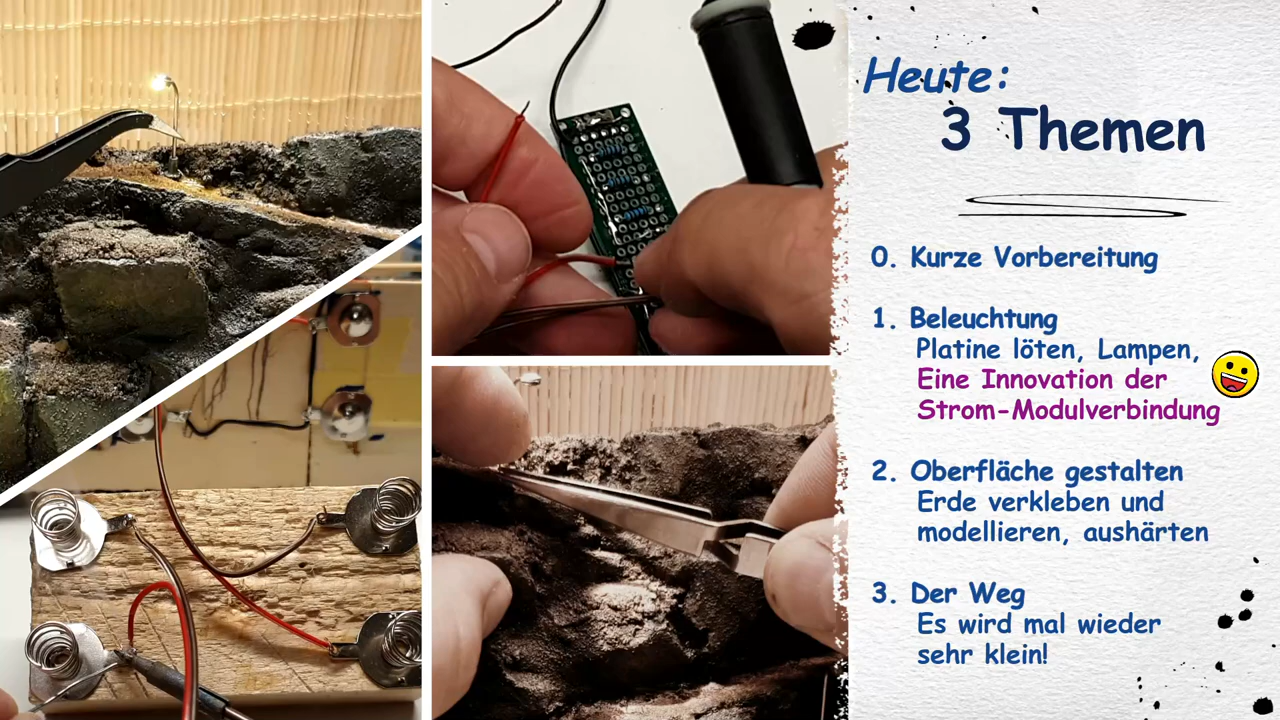 Heute:
3 Themen
0. Kurze Vorbereitung
1. Beleuchtung
Platine löten, Lampen,
Eine Innovation der
Strom-Modulverbindung
2. Oberfläche gestalten
Erde verkleben und
modellieren, aushärten
3. Der Weg
Es wird mal wieder
sehr klein!